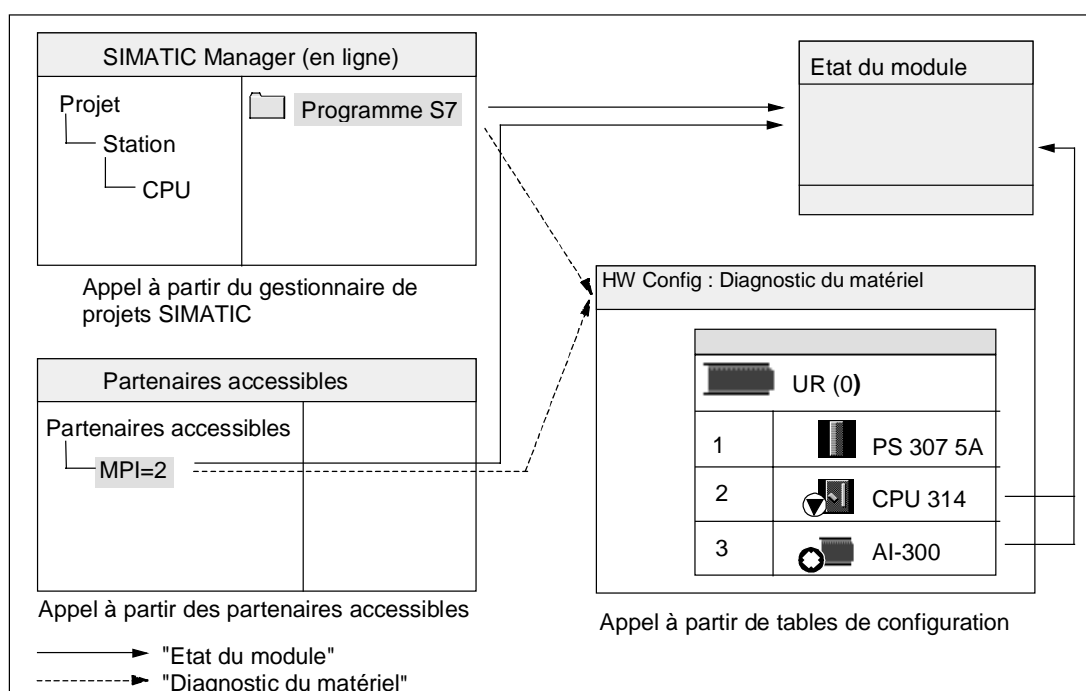 SIMATIC Manager (en ligne)
Projet
Station
CPU
Programme S7
Appel à partir du gestionnaire de
projets SIMATIC
Etat du module
Partenaires accessibles
Partenaires accessibles
MPI=2
Appel à partir des partenaires accessibles
HW Config : Diagnostic du matériel
UR (0)
1 PS 307 5A
2 CPU 314
3 AI-300
Appel à partir de tables de configuration
"Etat du module"
"Diagnostic du matériel"